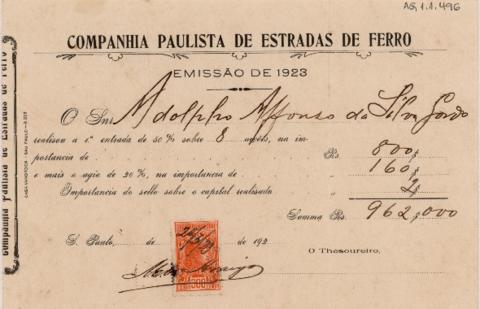 AG.1.1.496
COMPANHIA PAULISTA DE ESTRADAS DE FERRO
EMISSÃO DE 1923
O Snr Adolpho Affonso da Silva Gordo
realisou a 1ª entrada de 50% sobre 8 acções, na im-
portancia de Rs. 800,
e mais o agio de 20%, na importancia de " 160,
Importancia do sello sobre o capital realisado " 2,
Somma Rs. 962,000
S. Paulo, de de 192
O Thesoureiro,
Companhia Paulista de Estradas de Ferro